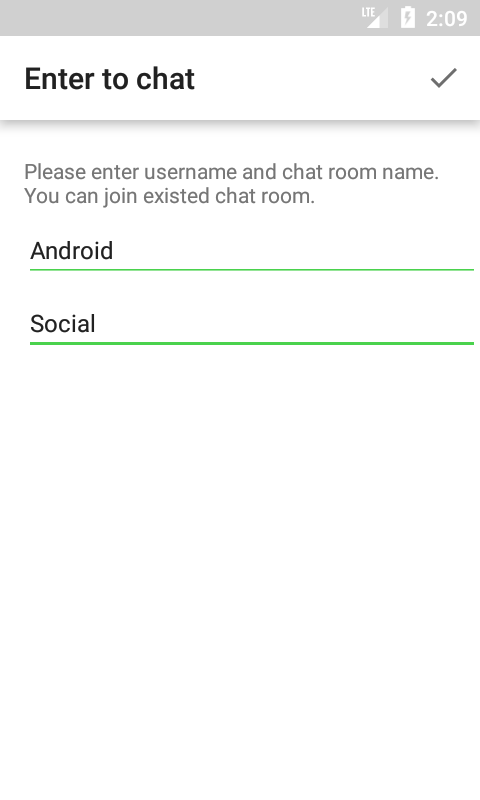 LTE 2:09
Enter to chat
Please enter username and chat room name.
You can join existed chat room.
Android
Social